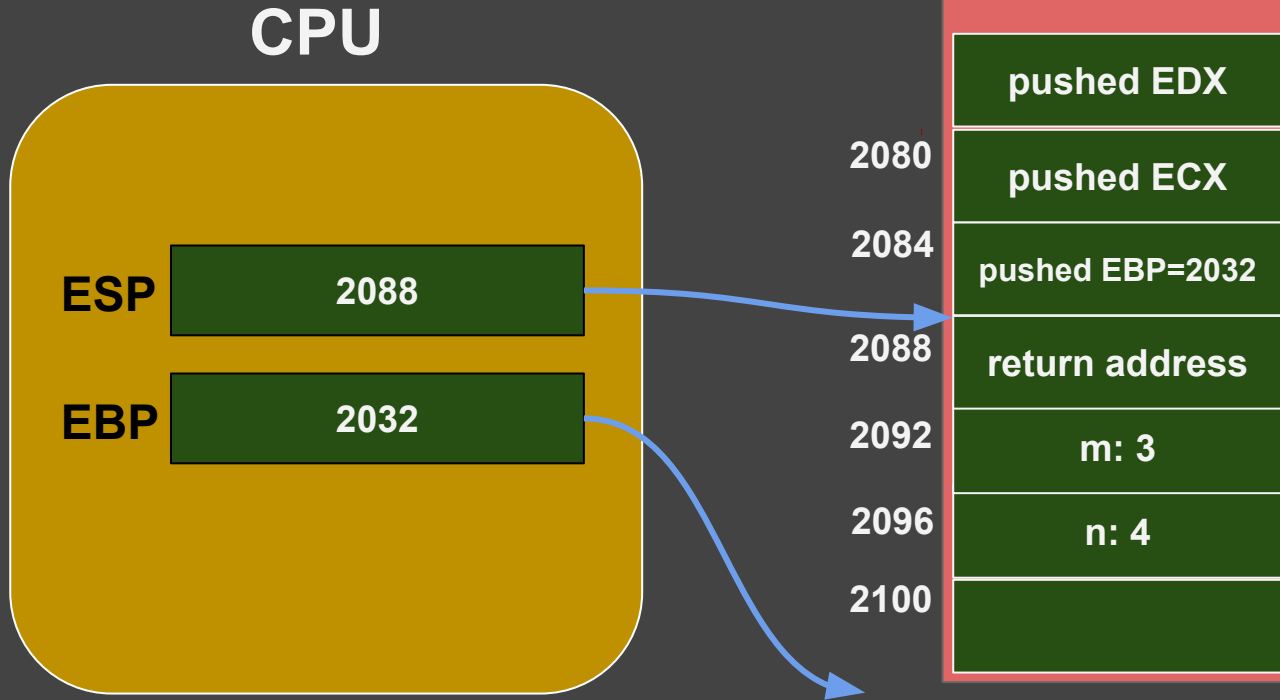 CPU
pushed EDX
2080
pushed ECX
2084
pushed EBP=2032
ESP
2088
2088
return address
EBP
2032
2092
m: 3
2096
n: 4
2100